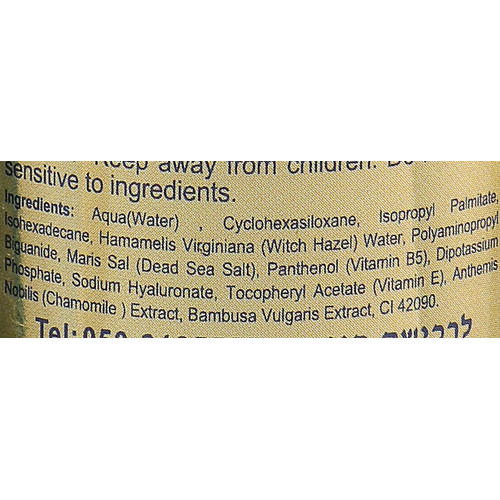 Keep away from children.
sensitive to ingredients.
Ingredients: Aqua(Water) , Cyclohexasiloxane, Isopropyl Palmitate,
Isohexadecane, Hamamelis Virginiana (Witch Hazel) Water, Polyaminopropyl
Biguanide, Maris Sal (Dead Sea Salt), Panthenol (Vitamin B5), Dipotassium
Phosphate, Sodium Hyaluronate, Tocopheryl Acetate (Vitamin E), Anthemis
Nobilis (Chamomile ) Extract, Bambusa Vulgaris Extract, CI 42090.
Tel: